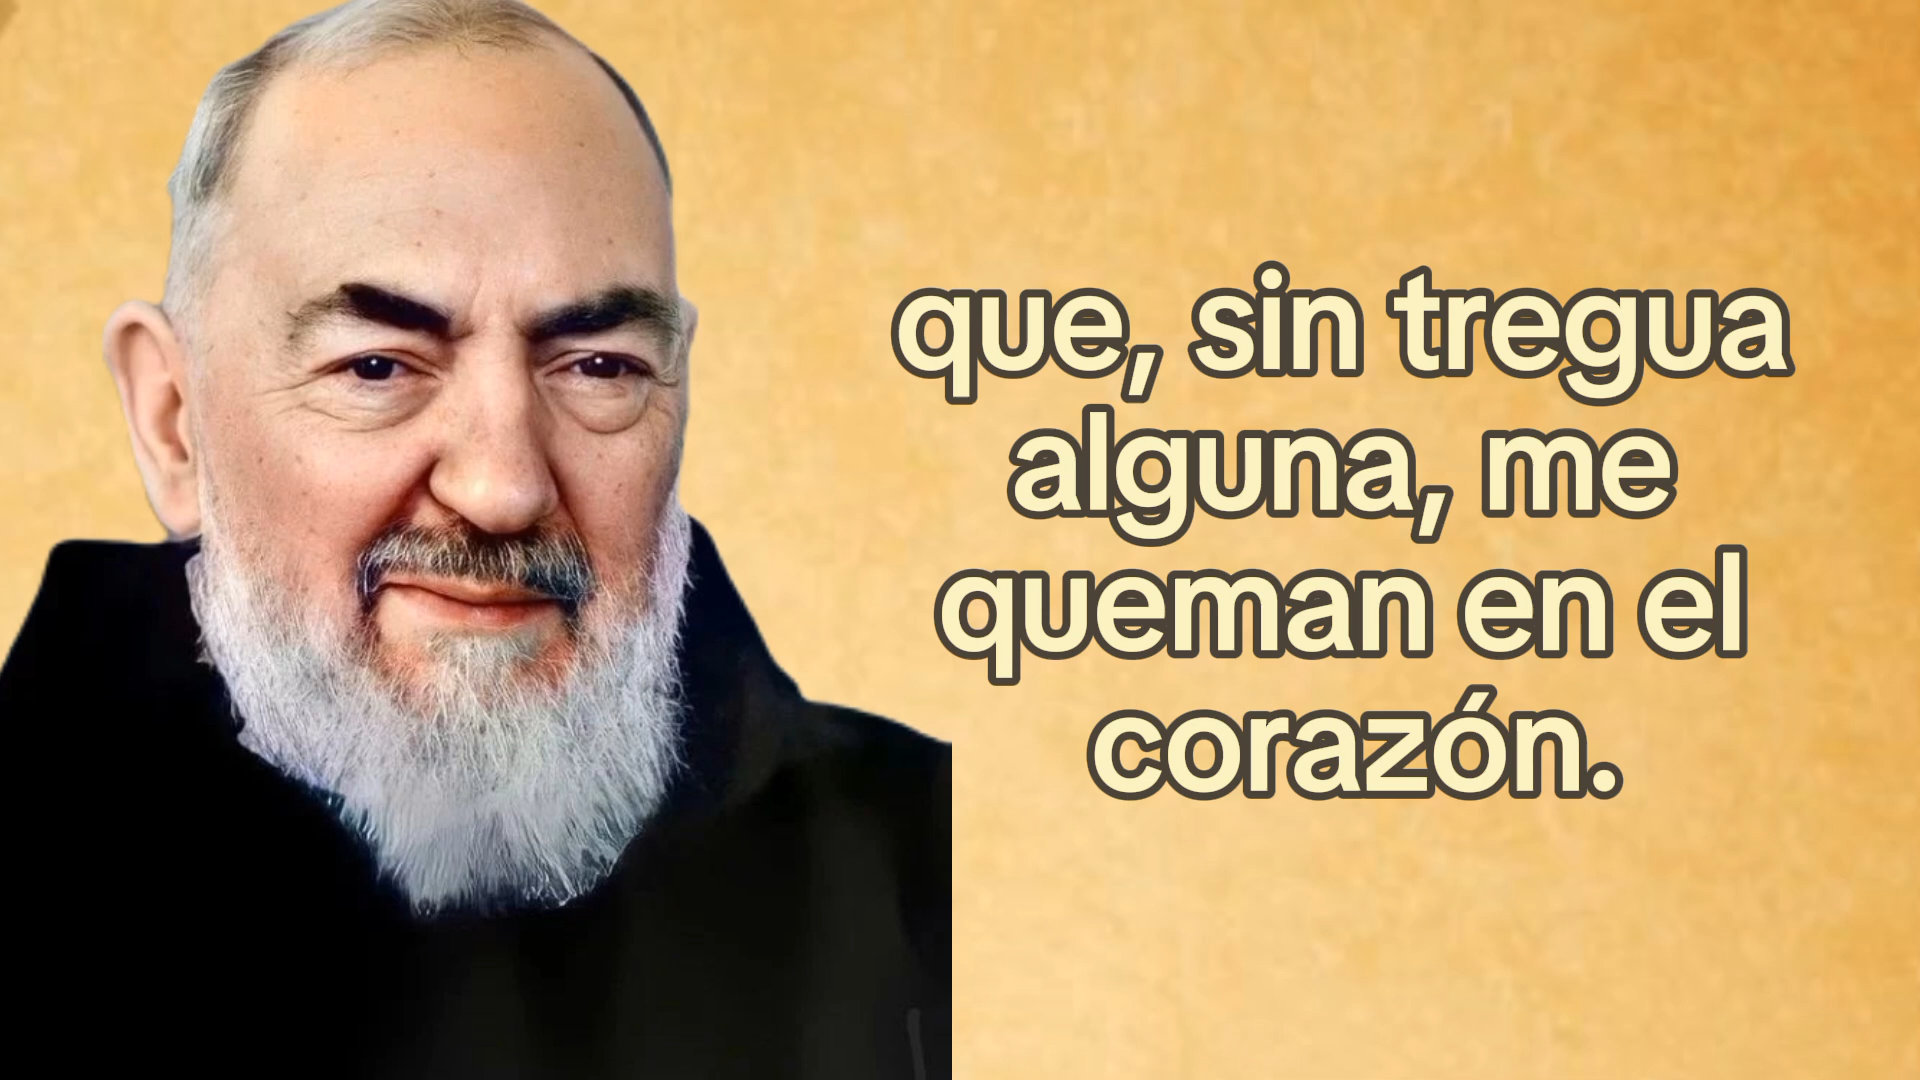 que, sin tregua
alguna, me
queman en el
corazón.